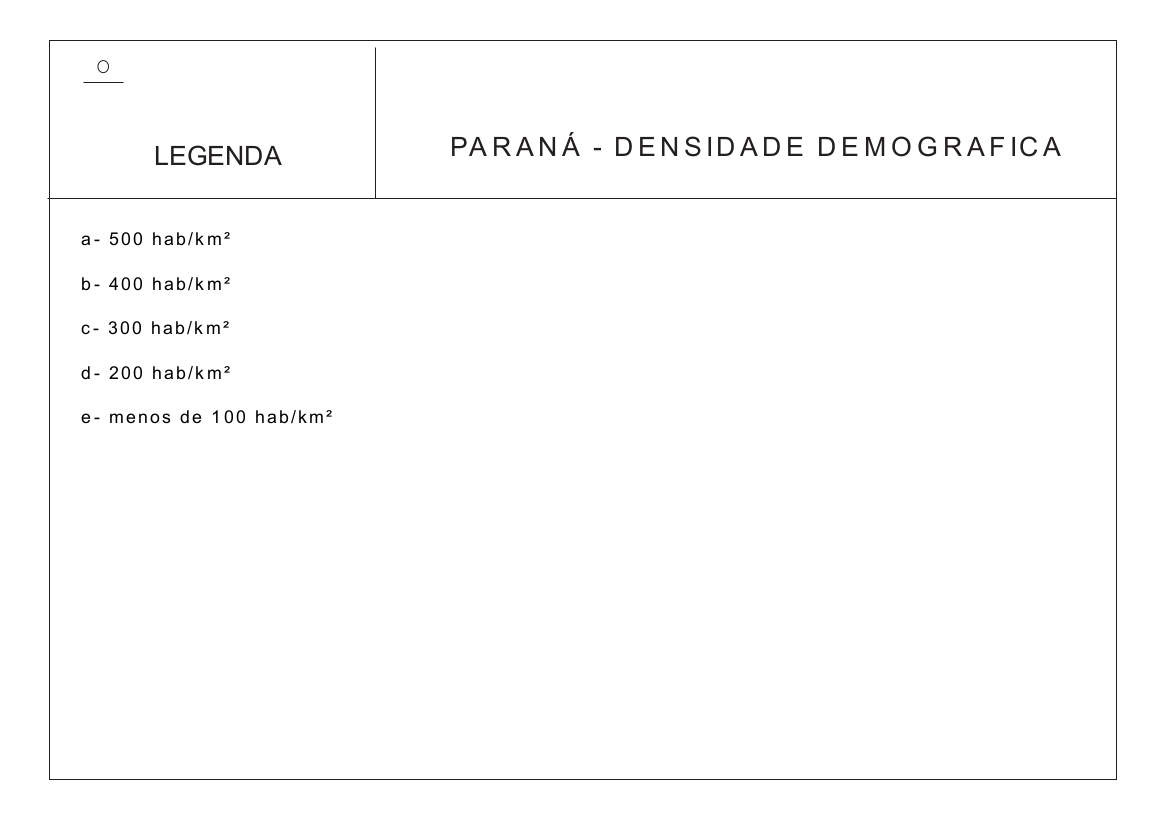 O
LEGENDA
PARANÁ - DENSIDADE DEMOGRAFICA
a- 500 hab/km²
b- 400 hab/km²
c- 300 hab/km²
d- 200 hab/km²
e- menos de 100 hab/km²